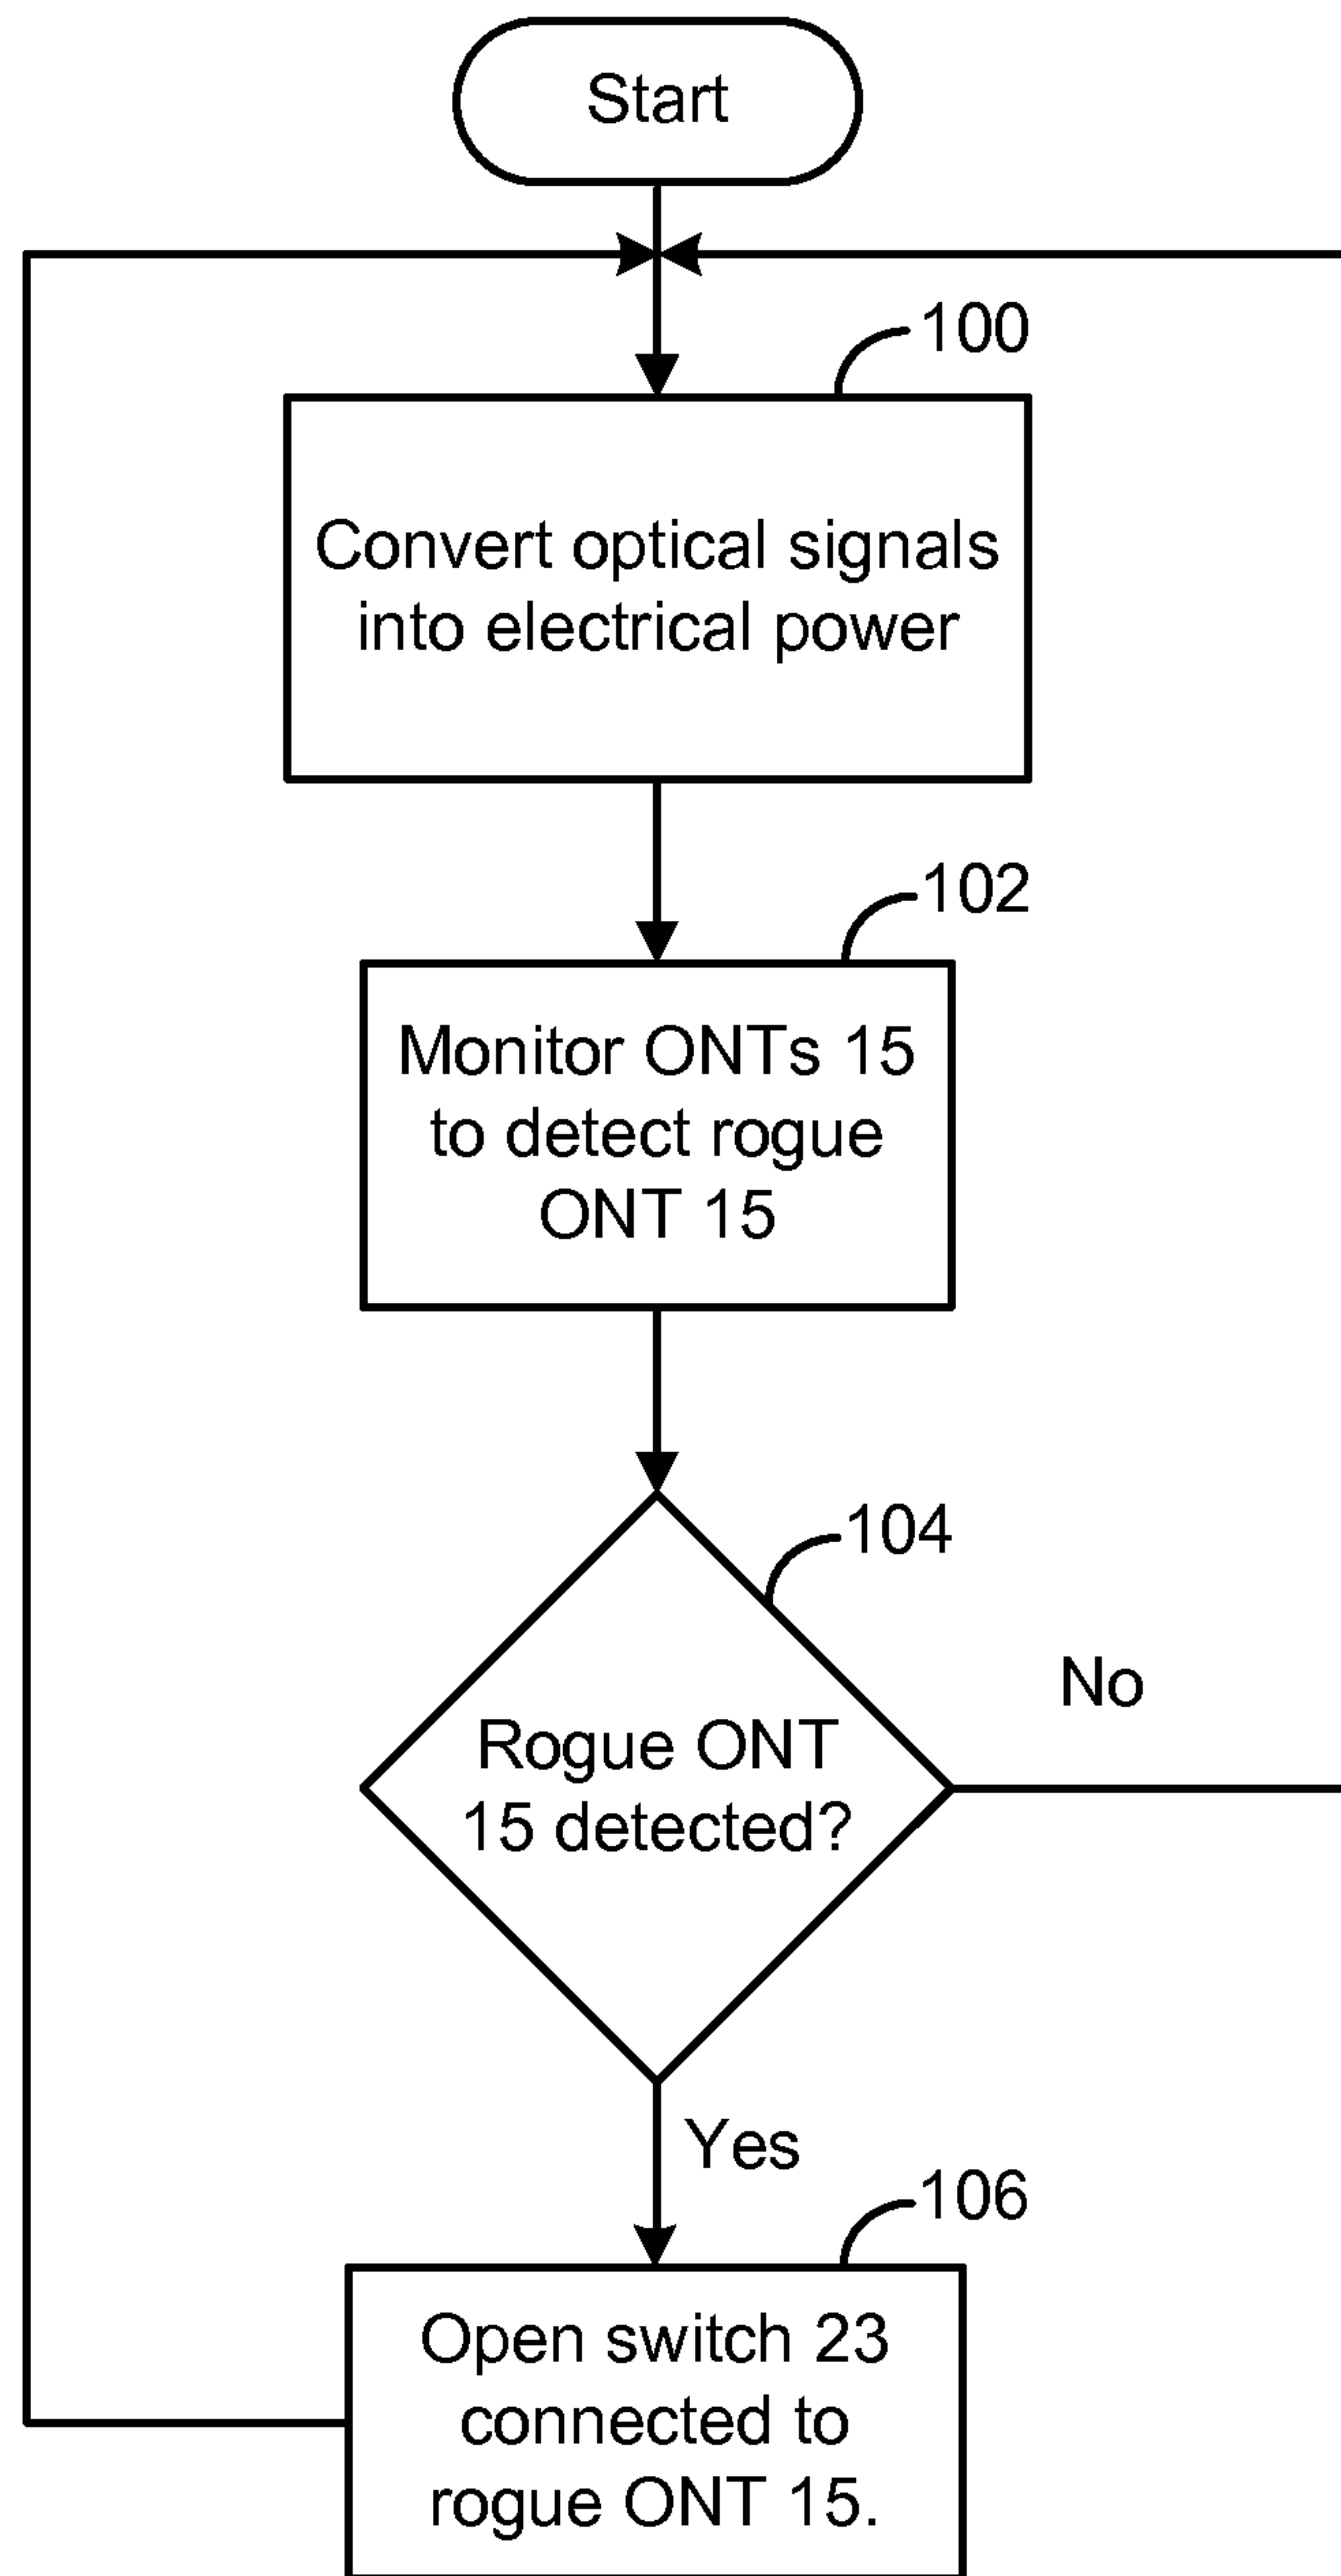 Start
100
Convert optical signals
into electrical power
102
Monitor ONTs 15
to detect rogue
ONT 15
104
No
Rogue ONT
15 detected?
Yes
106
Open switch 23
connected to
rogue ONT 15.